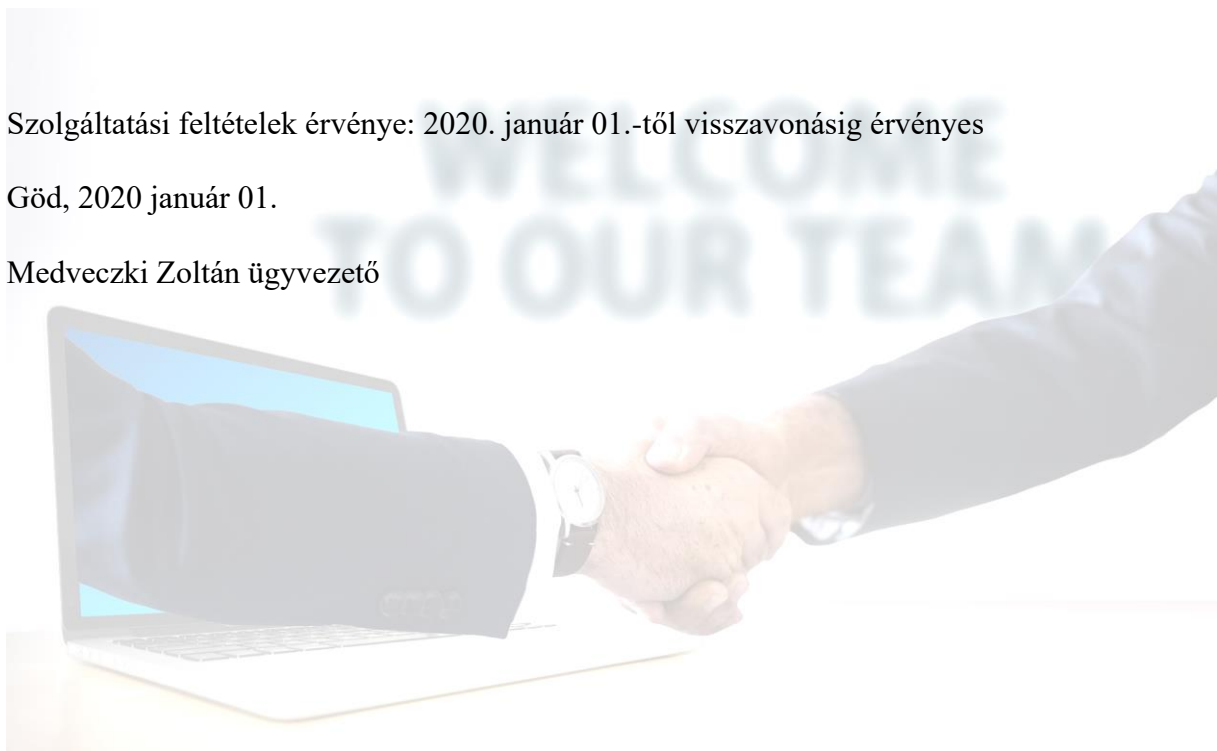 Szolgáltatási feltételek érvénye: 2020. január 01.-től visszavonásig érvényes
WELCOME
Göd, 2020 január 01.
TO OUR TEAM
Medveczki Zoltán ügyvezető